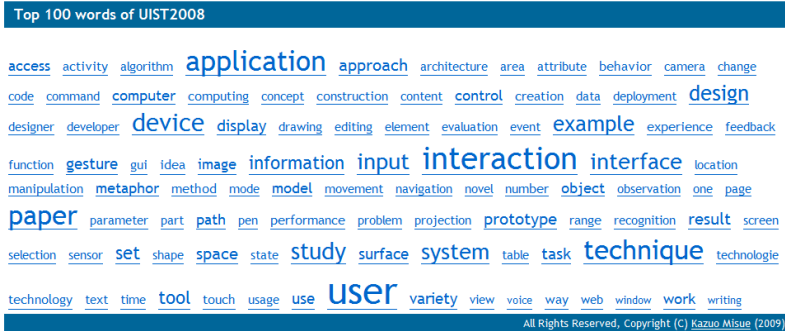 Top 100 words of UIST2008
access activity algorithm application approach architecture area attribute behavior camera change
code command computer computing concept construction content control creation data deployment design
designer developer device display drawing editing element evaluation event example experience feedback
function gesture gui idea image information input interaction interface location
manipulation metaphor method mode model movement navigation novel number object observation one page
paper parameter part path pen performance problem projection prototype range recognition result screen
selection sensor set shape space state study surface system table task technique technologie
technology text time tool touch usage use user variety view voice way web window work writing
All Rights Reserved, Copyright (C) Kazuo Misue (2009)